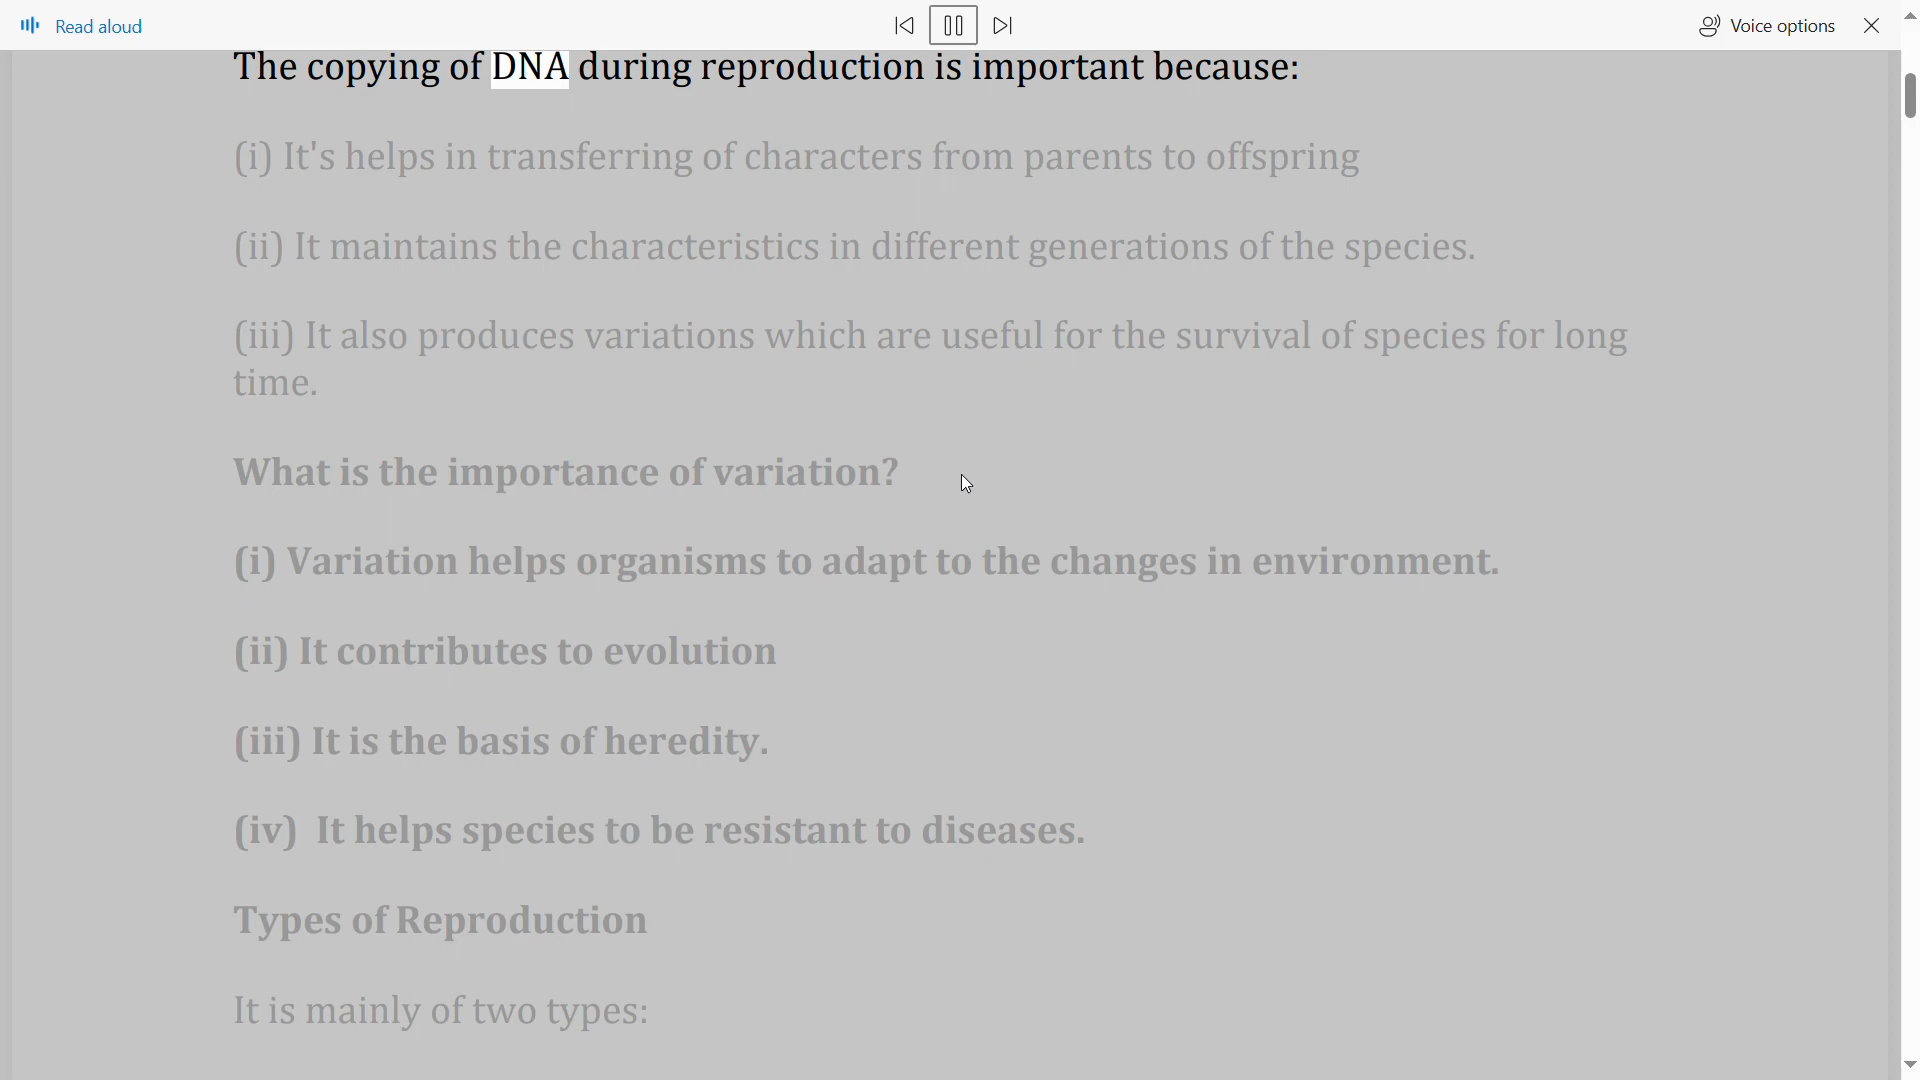 Read aloud
Voice options
The copying of DNA during reproduction is important because:
(i) It's helps in transferring of characters from parents to offspring
(ii) It maintains the characteristics in different generations of the species.
(iii) It also produces variations which are useful for the survival of species for long
time.
What is the importance of variation?
(i) Variation helps organisms to adapt to the changes in environment.
(ii) It contributes to evolution
(iii) It is the basis of heredity.
(iv) It helps species to be resistant to diseases.
Types of Reproduction
It is mainly of two types: